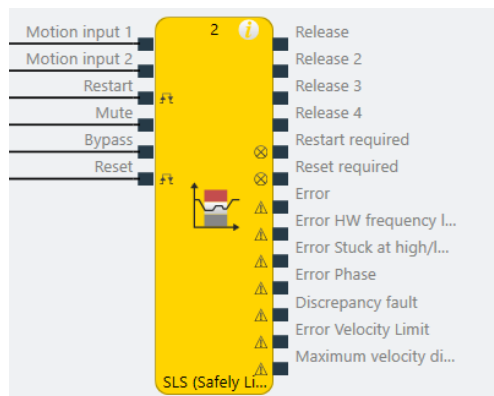 Motion input 1
Motion input 2
Restart
Mute
Bypass
Reset
2
i
SLS (Safely Li...
Release
Release 2
Release 3
Release 4
Restart required
Reset required
Error
Error HW frequency l...
Error Stuck at high/l...
Error Phase
Discrepancy fault
Error Velocity Limit
Maximum velocity di...